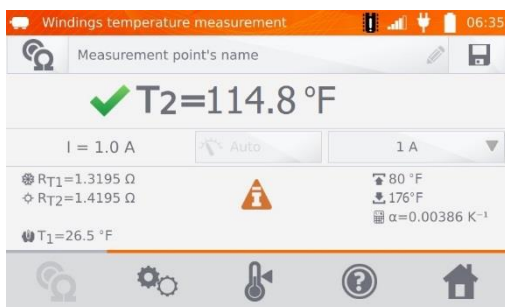 Windings temperature measurement 06:35
Measurement point's name
T2=114.8 °F
I = 1.0 A Auto 1 A
RT1=1.3195 Ω 80 °F
RT2=1.4195 Ω 176°F
α=0.00386 K⁻¹
T1=26.5 °F